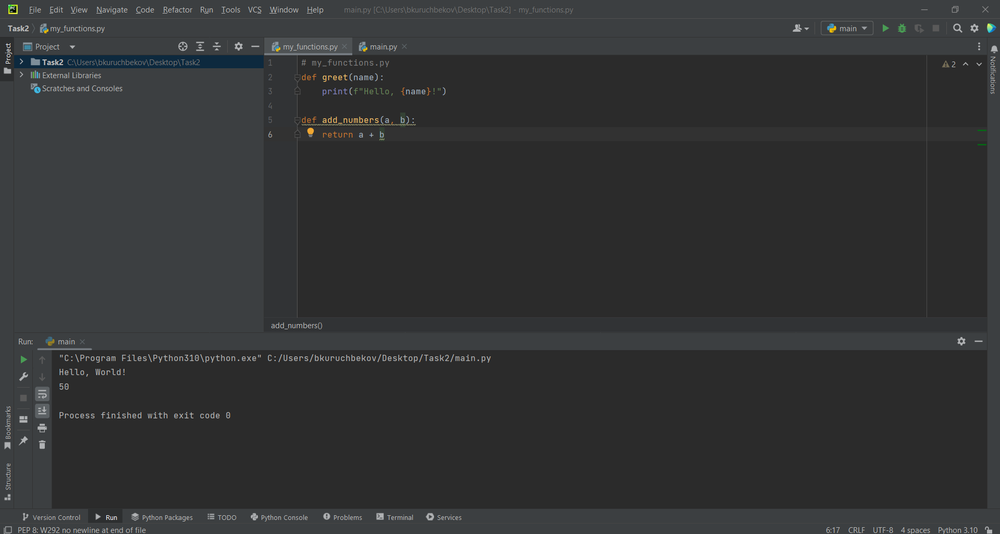 PC
File Edit View Navigate Code Refactor Run Tools VCS Window Help main.py [C:\Users\bkuruchbekov\Desktop\Task2] - my_functions.py
Task2 my_functions.py main
Project
Project
my_functions.py main.py
Notifications
Task2 C:\Users\bkuruchbekov\Desktop\Task2
External Libraries
Scratches and Consoles
1 # my_functions.py
2 def greet(name):
3 print(f"Hello, {name}!")
4
5 def add_numbers(a, b):
6 return a + b
2
add_numbers()
Run: main
"C:\Program Files\Python310\python.exe" C:/Users/bkuruchbekov/Desktop/Task2/main.py
Hello, World!
50
Process finished with exit code 0
Bookmarks
Structure
Version Control Run Python Packages TODO Python Console Problems Terminal Services
PEP 8: W292 no newline at end of file 6:17 CRLF UTF-8 4 spaces Python 3.10